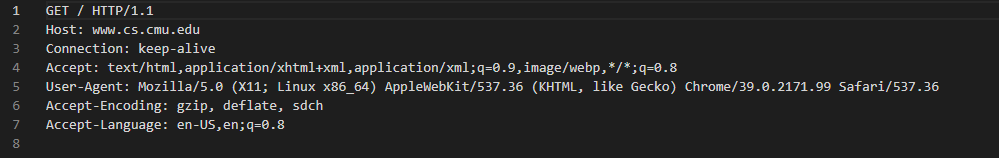 1 GET / HTTP/1.1
2 Host: www.cs.cmu.edu
3 Connection: keep-alive
4 Accept: text/html,application/xhtml+xml,application/xml;q=0.9,image/webp,*/*;q=0.8
5 User-Agent: Mozilla/5.0 (X11; Linux x86_64) AppleWebKit/537.36 (KHTML, like Gecko) Chrome/39.0.2171.99 Safari/537.36
6 Accept-Encoding: gzip, deflate, sdch
7 Accept-Language: en-US,en;q=0.8
8